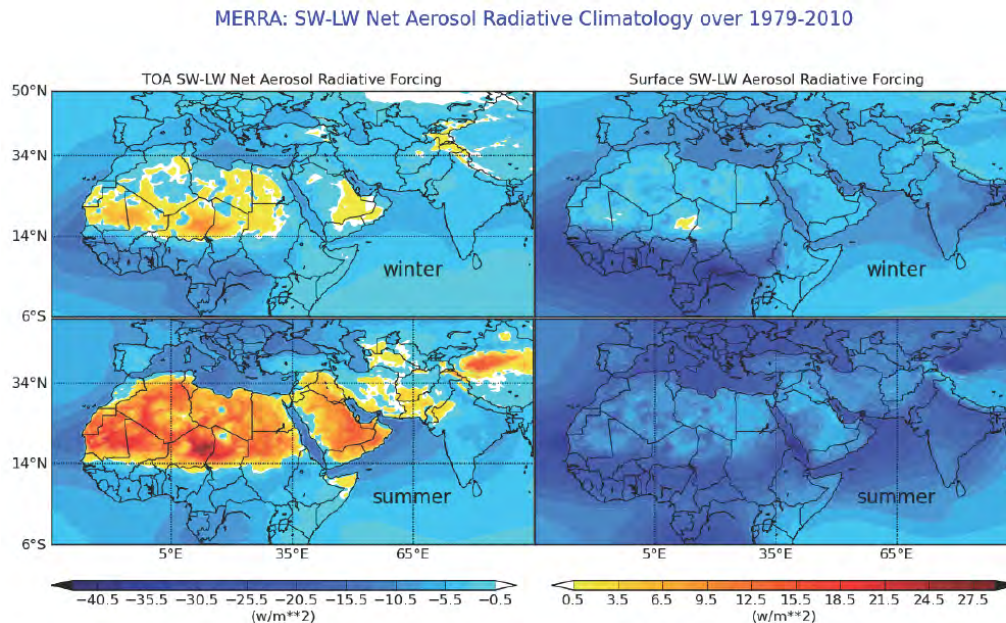 MERRA: SW-LW Net Aerosol Radiative Climatology over 1979-2010
TOA SW-LW Net Aerosol Radiative Forcing
Surface SW-LW Aerosol Radiative Forcing
50°N
34°N
14°N
winter
winter
6°S
34°N
14°N
summer
summer
6°S
5°E 35°E 65°E 5°E 35°E 65°E
−40.5 −35.5 −30.5 −25.5 −20.5 −15.5 −10.5 −5.5 −0.5
(w/m**2)
0.5 3.5 6.5 9.5 12.5 15.5 18.5 21.5 24.5 27.5
(w/m**2)